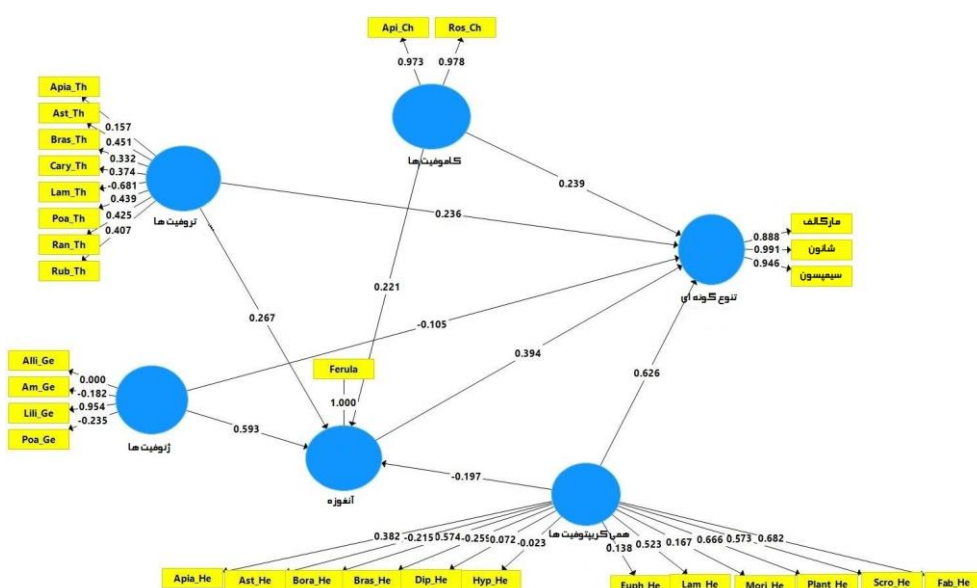 Api_Ch
Ros_Ch
0.973
0.978
کاموفیت ها
Apia_Th
Ast_Th
Bras_Th
Cary_Th
Lam_Th
Poa_Th
Ran_Th
Rub_Th
0.157
0.451
0.332
0.374
-0.681
0.439
0.425
0.407
تروفیت ها
0.239
0.236
0.221
0.267
-0.105
0.394
0.626
0.593
-0.197
مارگالف
شانون
سیمپسون
0.888
0.991
0.946
تنوع گونه ای
Alli_Ge
Am_Ge
Lili_Ge
Poa_Ge
0.000
-0.182
0.954
-0.235
ژئوفیت ها
Ferula
1.000
آنغوزه
همی کریپتوفیت ها
0.382
-0.215
0.574
-0.255
0.072
-0.023
0.138
0.523
0.167
0.666
0.573
0.682
Apia_He
Ast_He
Bora_He
Bras_He
Dip_He
Hyp_He
Euph_He
Lam_He
Mori_He
Plant_He
Scro_He
Fab_He